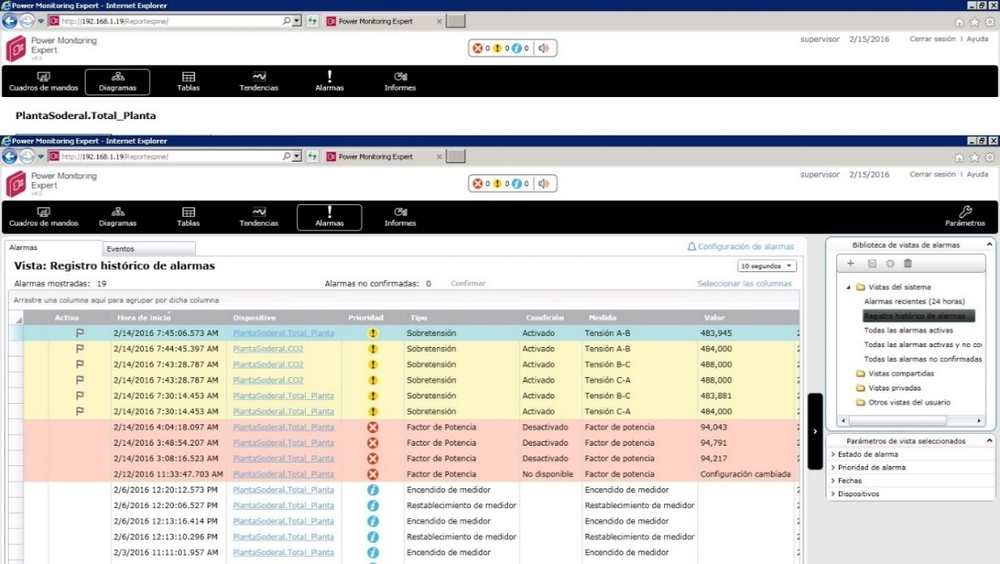 Power Monitoring Expert - Internet Explorer
http://192.168.1.19/Reportespme/ Power Monitoring Expert
Power Monitoring Expert
v8.0
0 0 0
supervisor 2/15/2016 Cerrar sesión | Ayuda
Cuadros de mandos Diagramas Tablas Tendencias Alarmas Informes
PlantaSoderal.Total_Planta
Power Monitoring Expert - Internet Explorer
http://192.168.1.19/Reportespme/ Power Monitoring Expert
Power Monitoring Expert
v8.0
0 0 0
supervisor 2/15/2016 Cerrar sesión | Ayuda
Cuadros de mandos Diagramas Tablas Tendencias Alarmas Informes Parámetros
Alarmas Eventos Configuración de alarmas
Vista: Registro histórico de alarmas 10 segundos
Alarmas mostradas: 19 Alarmas no confirmadas: 0 Confirmar Seleccionar las columnas
Arrastre una columna aquí para agrupar por dicha columna
Activa Hora de inicio Dispositivo Prioridad Tipo Condición Medida Valor
2/14/2016 7:45:06.573 AM PlantaSoderal.Total_Planta Sobretensión Activado Tensión A-B 483,945
2/14/2016 7:44:45.397 AM PlantaSoderal.CO2 Sobretensión Activado Tensión A-B 484,000
2/14/2016 7:43:28.787 AM PlantaSoderal.CO2 Sobretensión Activado Tensión B-C 488,000
2/14/2016 7:43:28.787 AM PlantaSoderal.CO2 Sobretensión Activado Tensión C-A 488,000
2/14/2016 7:30:14.453 AM PlantaSoderal.Total_Planta Sobretensión Activado Tensión B-C 483,881
2/14/2016 7:30:14.453 AM PlantaSoderal.Total_Planta Sobretensión Activado Tensión C-A 484,000
2/14/2016 4:04:18.097 AM PlantaSoderal.Total_Planta Factor de Potencia Desactivado Factor de potencia 94,043
2/14/2016 3:48:54.207 AM PlantaSoderal.Total_Planta Factor de Potencia Desactivado Factor de potencia 94,791
2/14/2016 3:08:16.523 AM PlantaSoderal.Total_Planta Factor de Potencia Desactivado Factor de potencia 94,217
2/12/2016 11:33:47.703 AM PlantaSoderal.Total_Planta Factor de Potencia No disponible Factor de potencia Configuración cambiada
2/6/2016 12:20:12.573 PM PlantaSoderal.Total_Planta Encendido de medidor Encendido de medidor
2/6/2016 12:20:06.527 PM PlantaSoderal.Total_Planta Restablecimiento de medidor Restablecimiento de medidor
2/6/2016 12:13:16.414 PM PlantaSoderal.Total_Planta Encendido de medidor Encendido de medidor
2/6/2016 12:13:10.296 PM PlantaSoderal.Total_Planta Restablecimiento de medidor Restablecimiento de medidor
2/3/2016 11:11:01.957 AM PlantaSoderal.Total_Planta Encendido de medidor Encendido de medidor
Biblioteca de vistas de alarmas
Vistas del sistema
Alarmas recientes (24 horas)
Registro histórico de alarmas
Todas las alarmas activas
Todas las alarmas activas y no co
Todas las alarmas no confirmadas
Vistas compartidas
Vistas privadas
Otros vistas del usuario
Parámetros de vista seleccionados
Estado de alarma
Prioridad de alarma
Fechas
Dispositivos